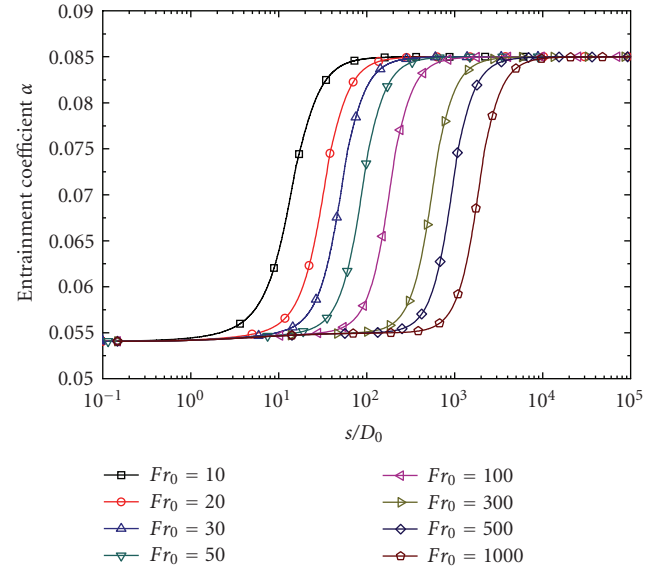 0.09
0.085
0.08
0.075
0.07
0.065
0.06
0.055
0.05
Entrainment coefficient α
10⁻¹ 10⁰ 10¹ 10² 10³ 10⁴ 10⁵
s/D₀
Fr₀ = 10
Fr₀ = 20
Fr₀ = 30
Fr₀ = 50
Fr₀ = 100
Fr₀ = 300
Fr₀ = 500
Fr₀ = 1000